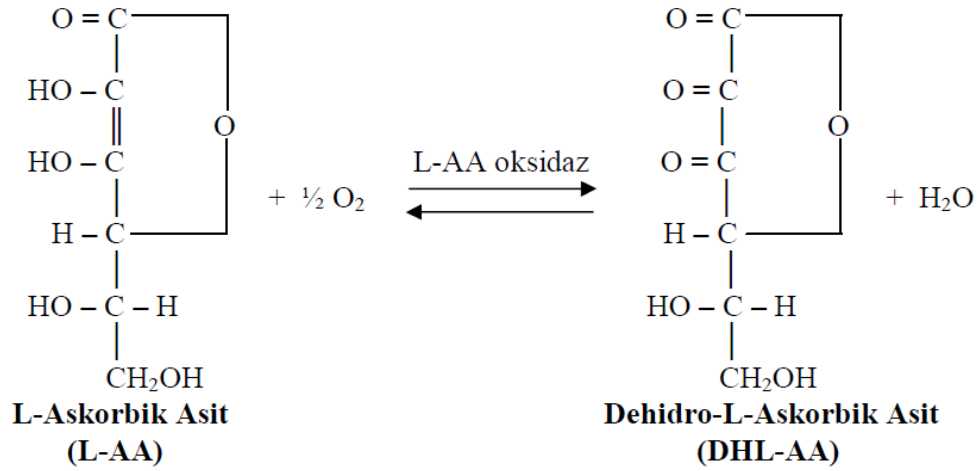 O = C O = C
HO – C O = C
O O
HO – C O = C
L-AA oksidaz
+ ½ O₂ + H₂O
H – C H – C
HO – C – H HO – C – H
CH₂OH CH₂OH
L-Askorbik Asit Dehidro-L-Askorbik Asit
(L-AA) (DHL-AA)